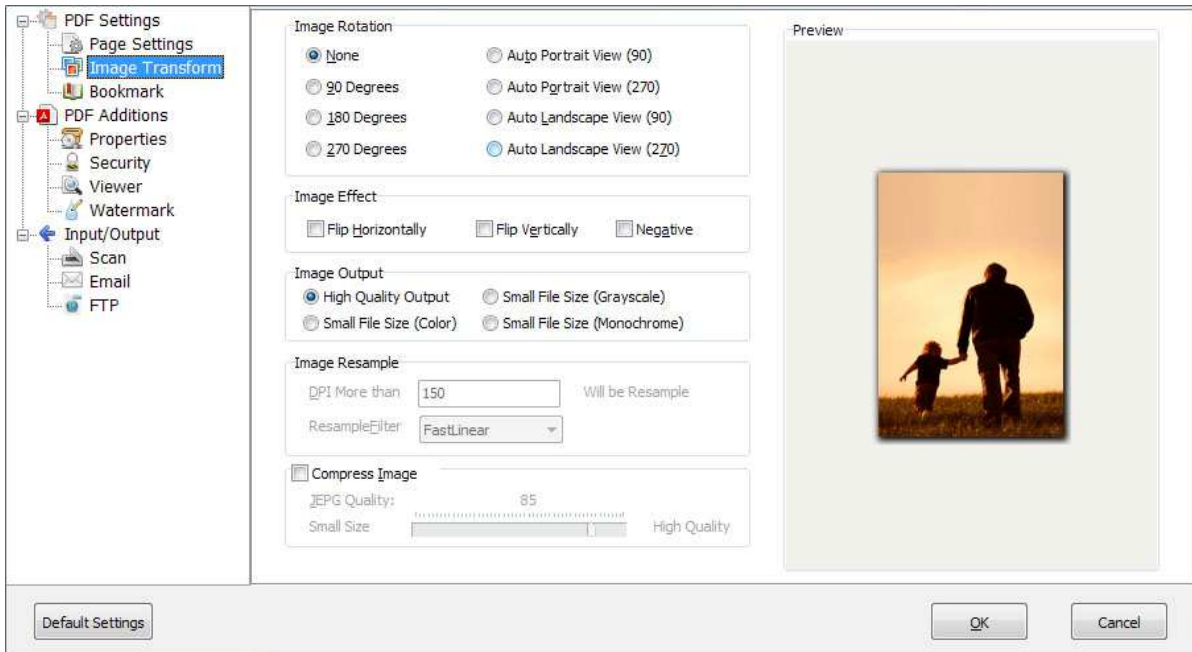 PDF Settings
Page Settings
Image Transform
Bookmark
PDF Additions
Properties
Security
Viewer
Watermark
Input/Output
Scan
Email
FTP
Image Rotation
None
Auto Portrait View (90)
90 Degrees
Auto Portrait View (270)
180 Degrees
Auto Landscape View (90)
270 Degrees
Auto Landscape View (270)
Image Effect
Flip Horizontally
Flip Vertically
Negative
Image Output
High Quality Output
Small File Size (Grayscale)
Small File Size (Color)
Small File Size (Monochrome)
Image Resample
DPI More than
150
Will be Resample
ResampleFilter
FastLinear
Compress Image
JEPG Quality:
85
Small Size
High Quality
Preview
Default Settings
OK
Cancel